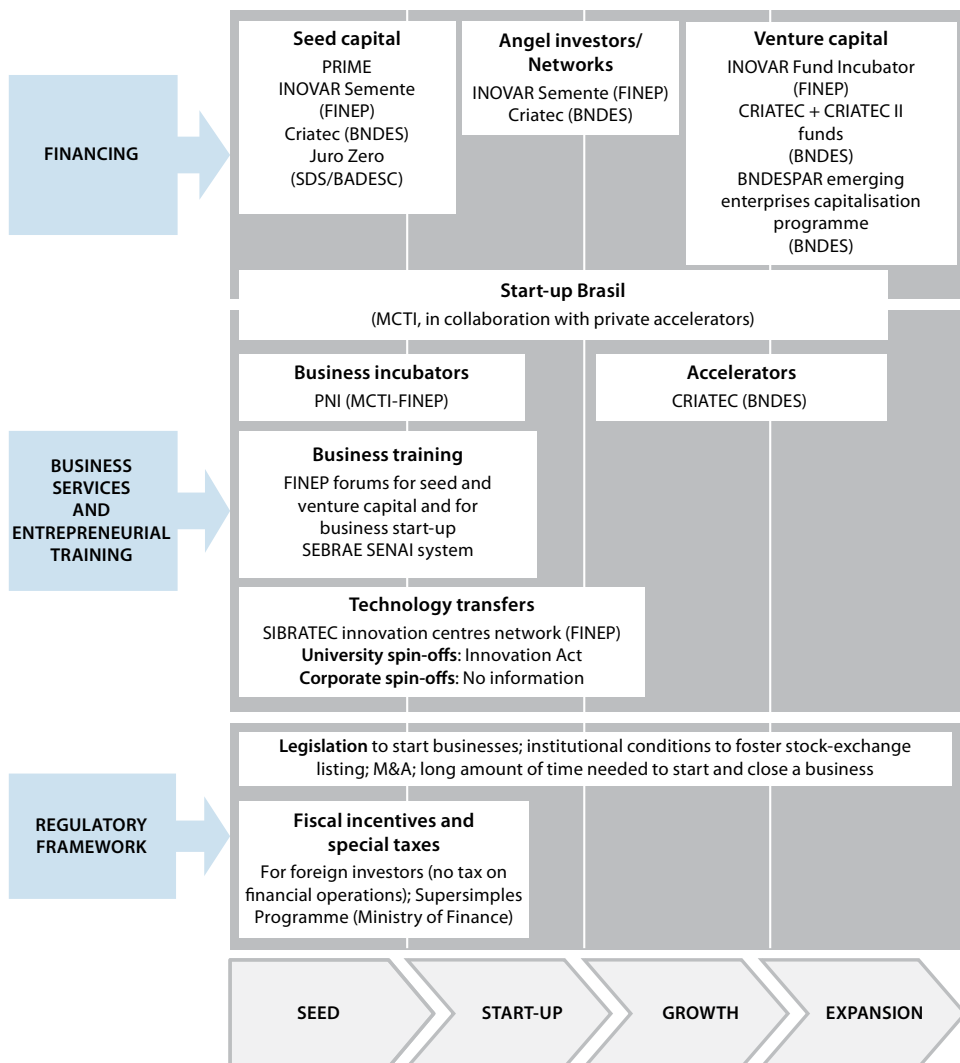 FINANCING
Seed capital
PRIME
INOVAR Semente
(FINEP)
Criatec (BNDES)
Juro Zero
(SDS/BADESC)
Angel investors/
Networks
INOVAR Semente (FINEP)
Criatec (BNDES)
Venture capital
INOVAR Fund Incubator
(FINEP)
CRIATEC + CRIATEC II
funds
(BNDES)
BNDESPAR emerging
enterprises capitalisation
programme
(BNDES)
Start-up Brasil
(MCTI, in collaboration with private accelerators)
BUSINESS
SERVICES
AND
ENTREPRENEURIAL
TRAINING
Business incubators
PNI (MCTI-FINEP)
Accelerators
CRIATEC (BNDES)
Business training
FINEP forums for seed and
venture capital and for
business start-up
SEBRAE SENAI system
Technology transfers
SIBRATEC innovation centres network (FINEP)
University spin-offs: Innovation Act
Corporate spin-offs: No information
REGULATORY
FRAMEWORK
Legislation to start businesses; institutional conditions to foster stock-exchange
listing; M&A; long amount of time needed to start and close a business
Fiscal incentives and
special taxes
For foreign investors (no tax on
financial operations); Supersimples
Programme (Ministry of Finance)
SEED
START-UP
GROWTH
EXPANSION